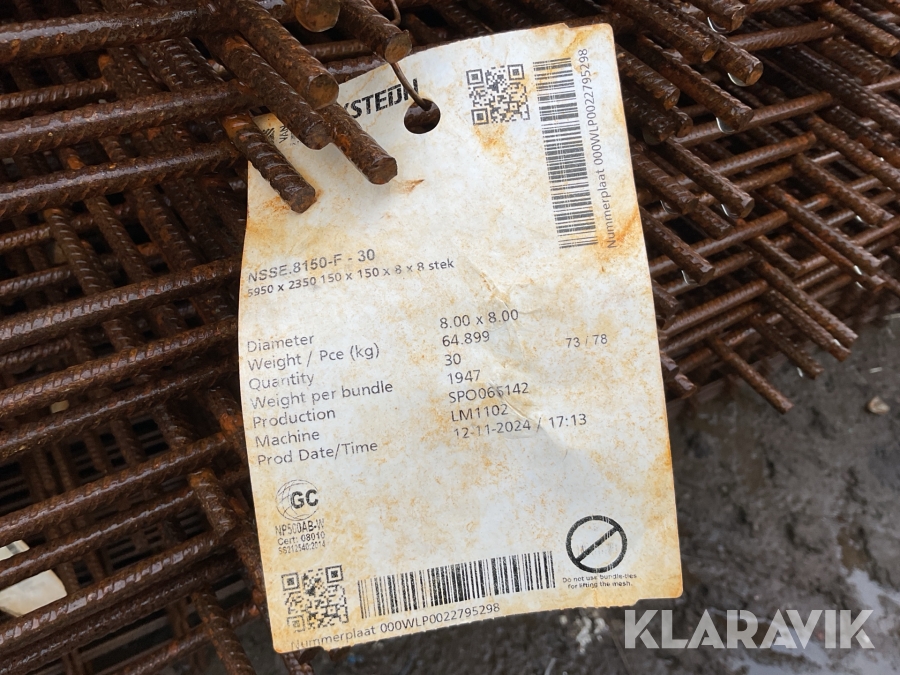 STEDN
Nummerplaat 000WLP0022795298
NSSE.8150-F - 30
5950 x 2350 150 x 150 x 8 x 8 stek
Diameter 8.00 x 8.00
Weight / Pce (kg) 64.899 73 / 78
Quantity 30
Weight per bundle 1947
Production SPO066142
Machine LM1102
Prod Date/Time 12-11-2024 / 17:13
GC
NP500AB-W
Cert: 08010
SS212540:2014
Do not use bundle-ties
for lifting the mesh.
Nummerplaat 000WLP0022795298
KLARAVIK